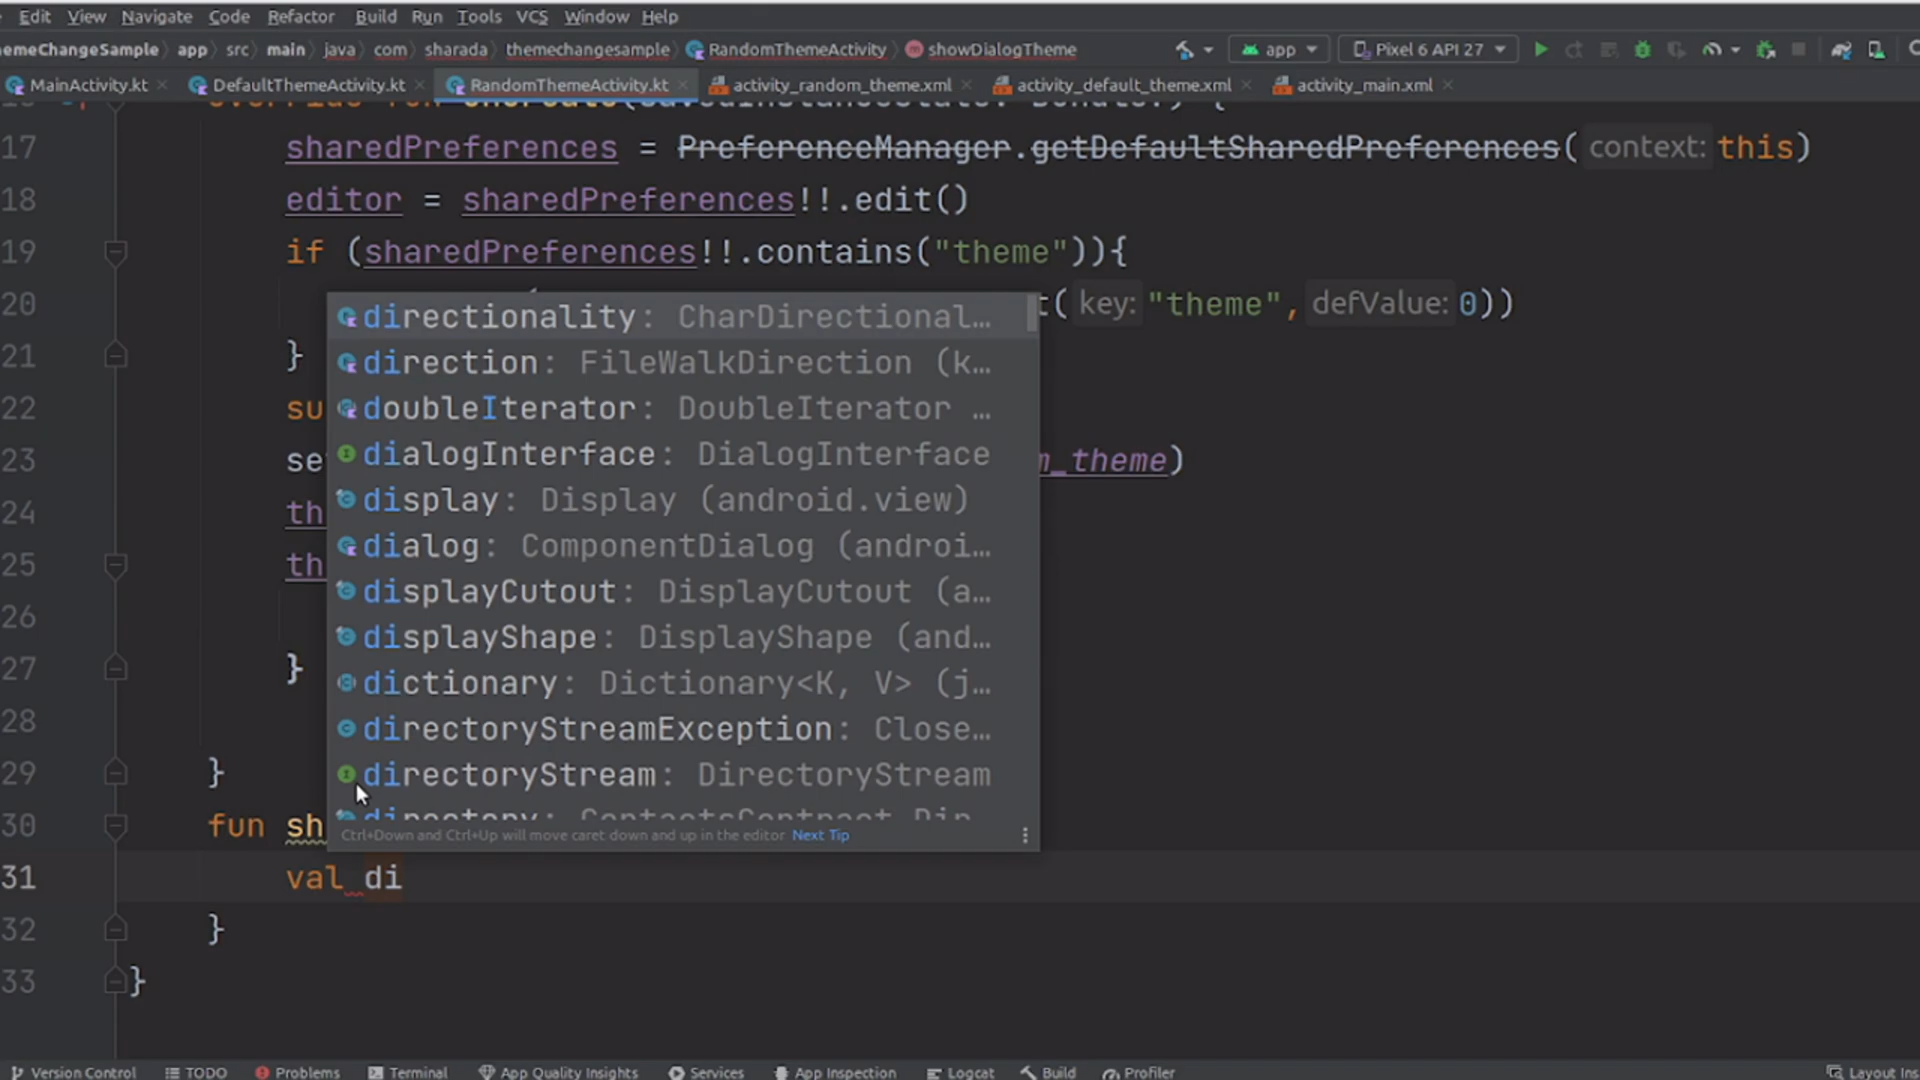 Edit View Navigate Code Refactor Build Run Tools VCS Window Help
emeChangeSample app src main java com sharada themechangesample RandomThemeActivity showDialogTheme app Pixel 6 API 27
MainActivity.kt DefaultThemeActivity.kt RandomThemeActivity.kt activity_random_theme.xml activity_default_theme.xml activity_main.xml
17 sharedPreferences = PreferenceManager.getDefaultSharedPreferences( context: this)
18 editor = sharedPreferences!!.edit()
19 if (sharedPreferences!!.contains("theme")){
20 t( key: "theme", defValue: 0))
21 }
22 su
23 se m_theme)
24 th
25 th
26
27 }
28
29 }
30 fun sh
31 val di
32 }
33 }
directionality: CharDirectional…
direction: FileWalkDirection (k…
doubleIterator: DoubleIterator …
dialogInterface: DialogInterface
display: Display (android.view)
dialog: ComponentDialog (androi…
displayCutout: DisplayCutout (a…
displayShape: DisplayShape (and…
dictionary: Dictionary<K, V> (j…
directoryStreamException: Close…
directoryStream: DirectoryStream
directory: ContactsContract.Dir
Ctrl+Down and Ctrl+Up will move caret down and up in the editor Next Tip
Version Control TODO Problems Terminal App Quality Insights Services App Inspection Logcat Build Profiler Layout Ins